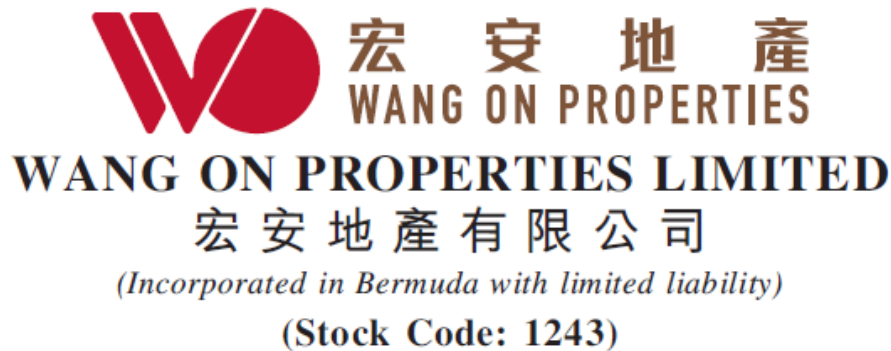 WO
宏安地產
WANG ON PROPERTIES
WANG ON PROPERTIES LIMITED
宏安地產有限公司
(Incorporated in Bermuda with limited liability)
(Stock Code: 1243)